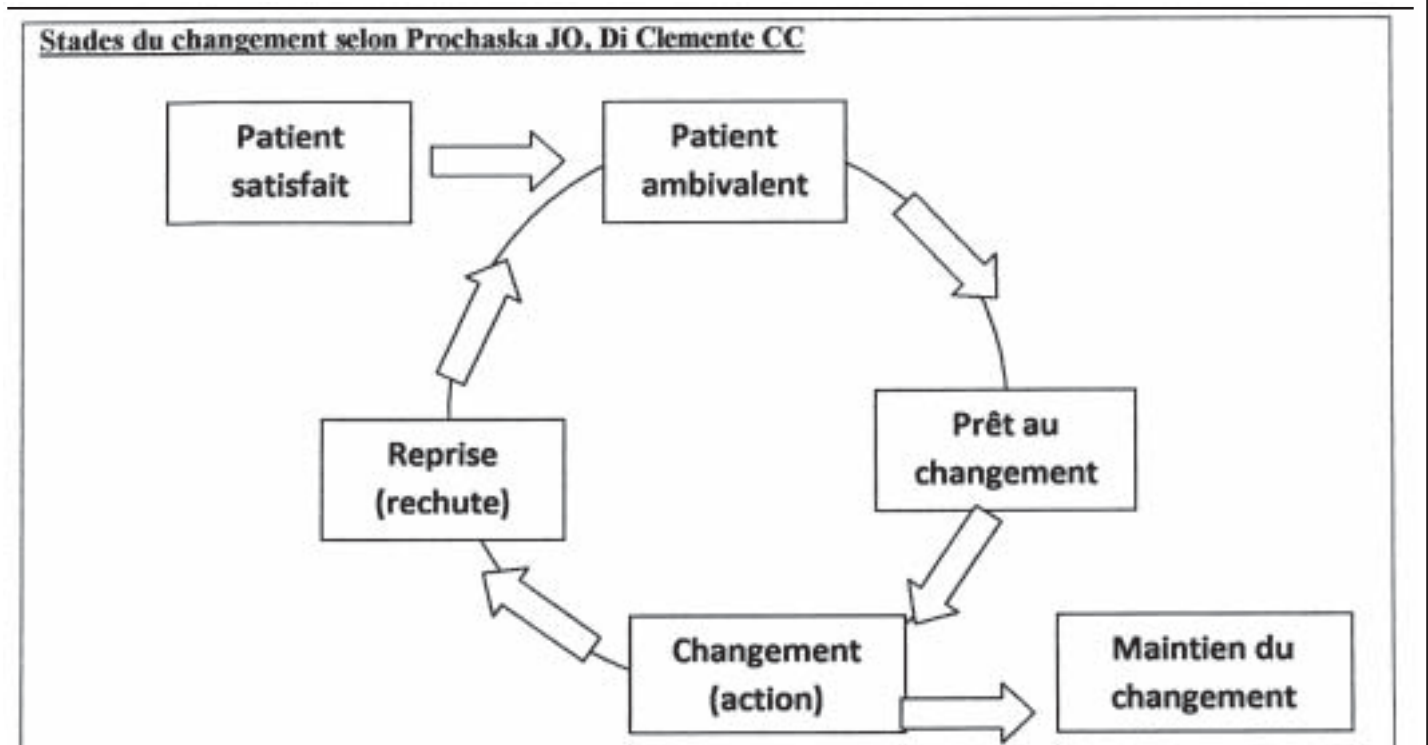 Stades du changement selon Prochaska JO, Di Clemente CC
Patient
satisfait
Patient
ambivalent
Prêt au
changement
Changement
(action)
Maintien du
changement
Reprise
(rechute)